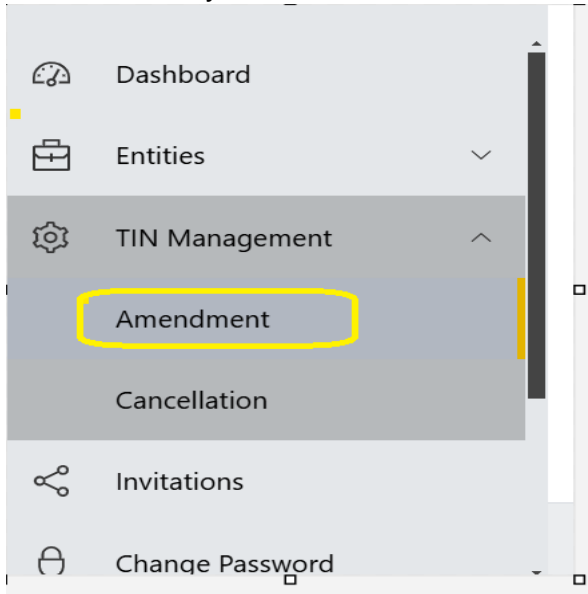 Dashboard
Entities
TIN Management
Amendment
Cancellation
Invitations
Change Password